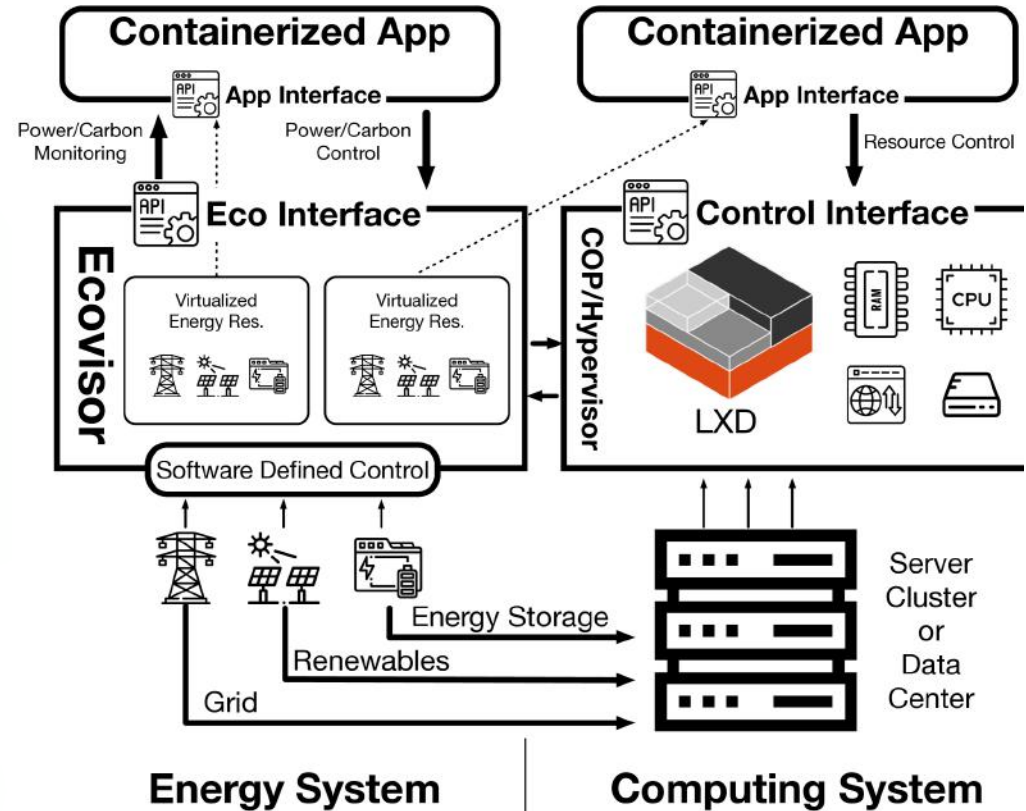 Containerized App
API
App Interface
Power/Carbon
Monitoring
Power/Carbon
Control
Containerized App
API
App Interface
Resource Control
API
Eco Interface
Ecovisor
Virtualized
Energy Res.
Virtualized
Energy Res.
Software Defined Control
API
Control Interface
COP/Hypervisor
LXD
RAM
CPU
Energy Storage
Renewables
Grid
Server
Cluster
or
Data
Center
Energy System
Computing System